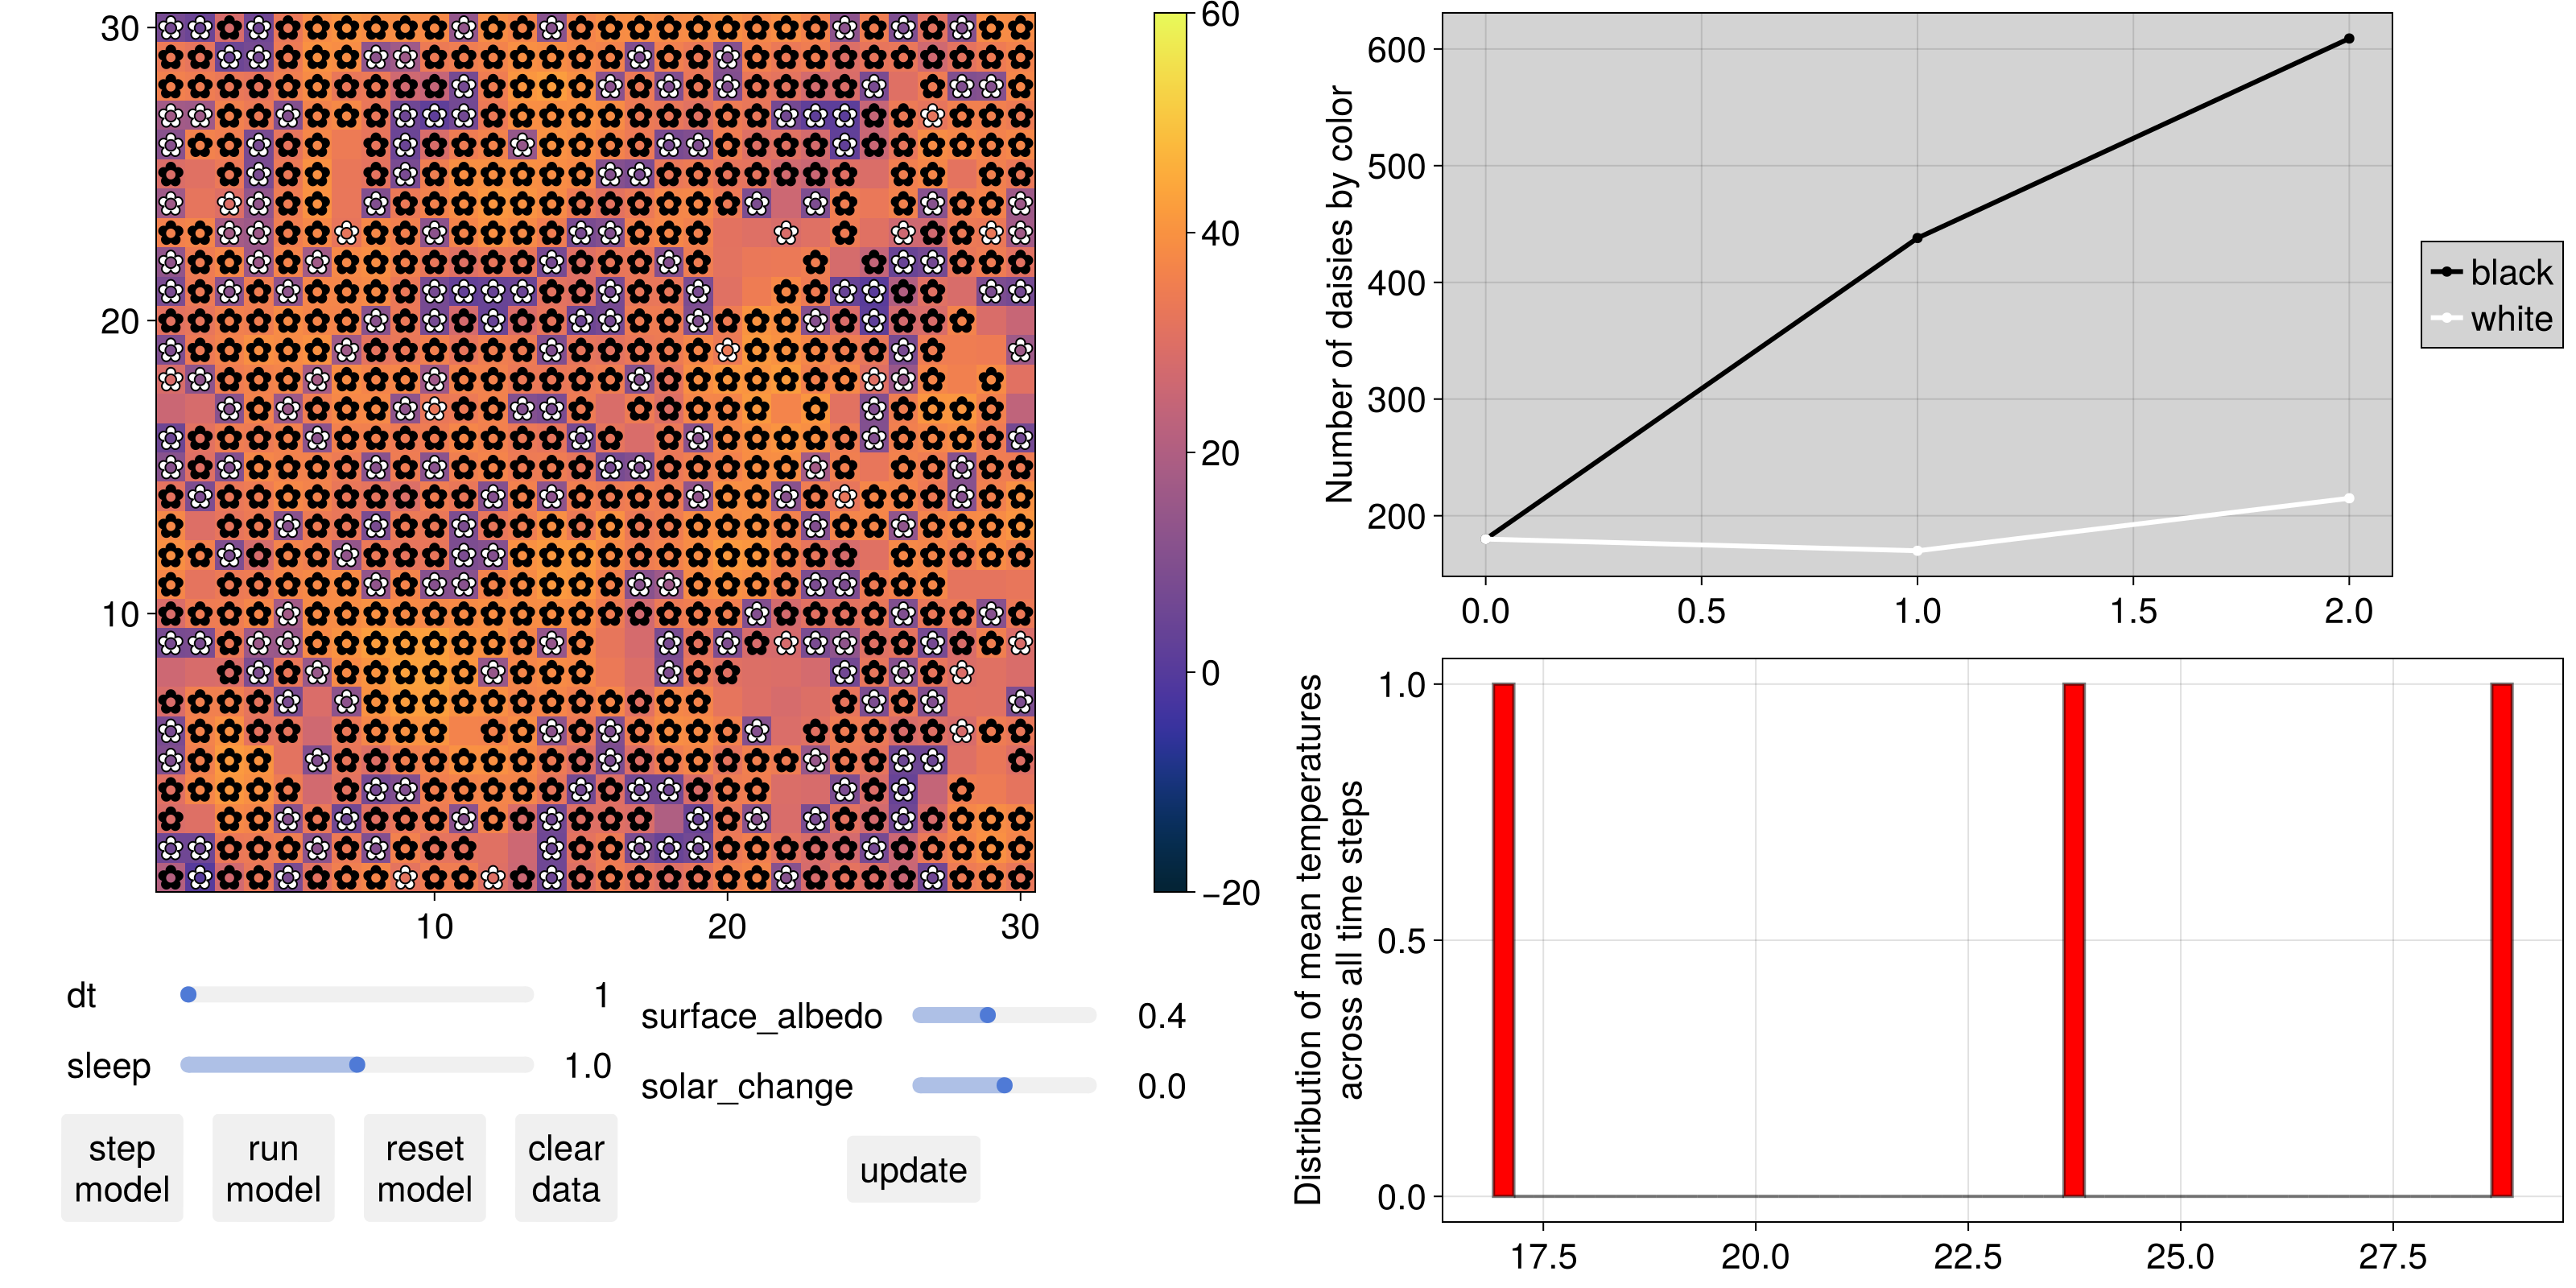 30
20
10
10
20
30
60
40
20
0
−20
Number of daisies by color
600
500
400
300
200
0.0
0.5
1.0
1.5
2.0
black
white
Distribution of mean temperatures
across all time steps
1.0
0.5
0.0
17.5
20.0
22.5
25.0
27.5
dt
1
sleep
1.0
surface_albedo
0.4
solar_change
0.0
step
model
run
model
reset
model
clear
data
update